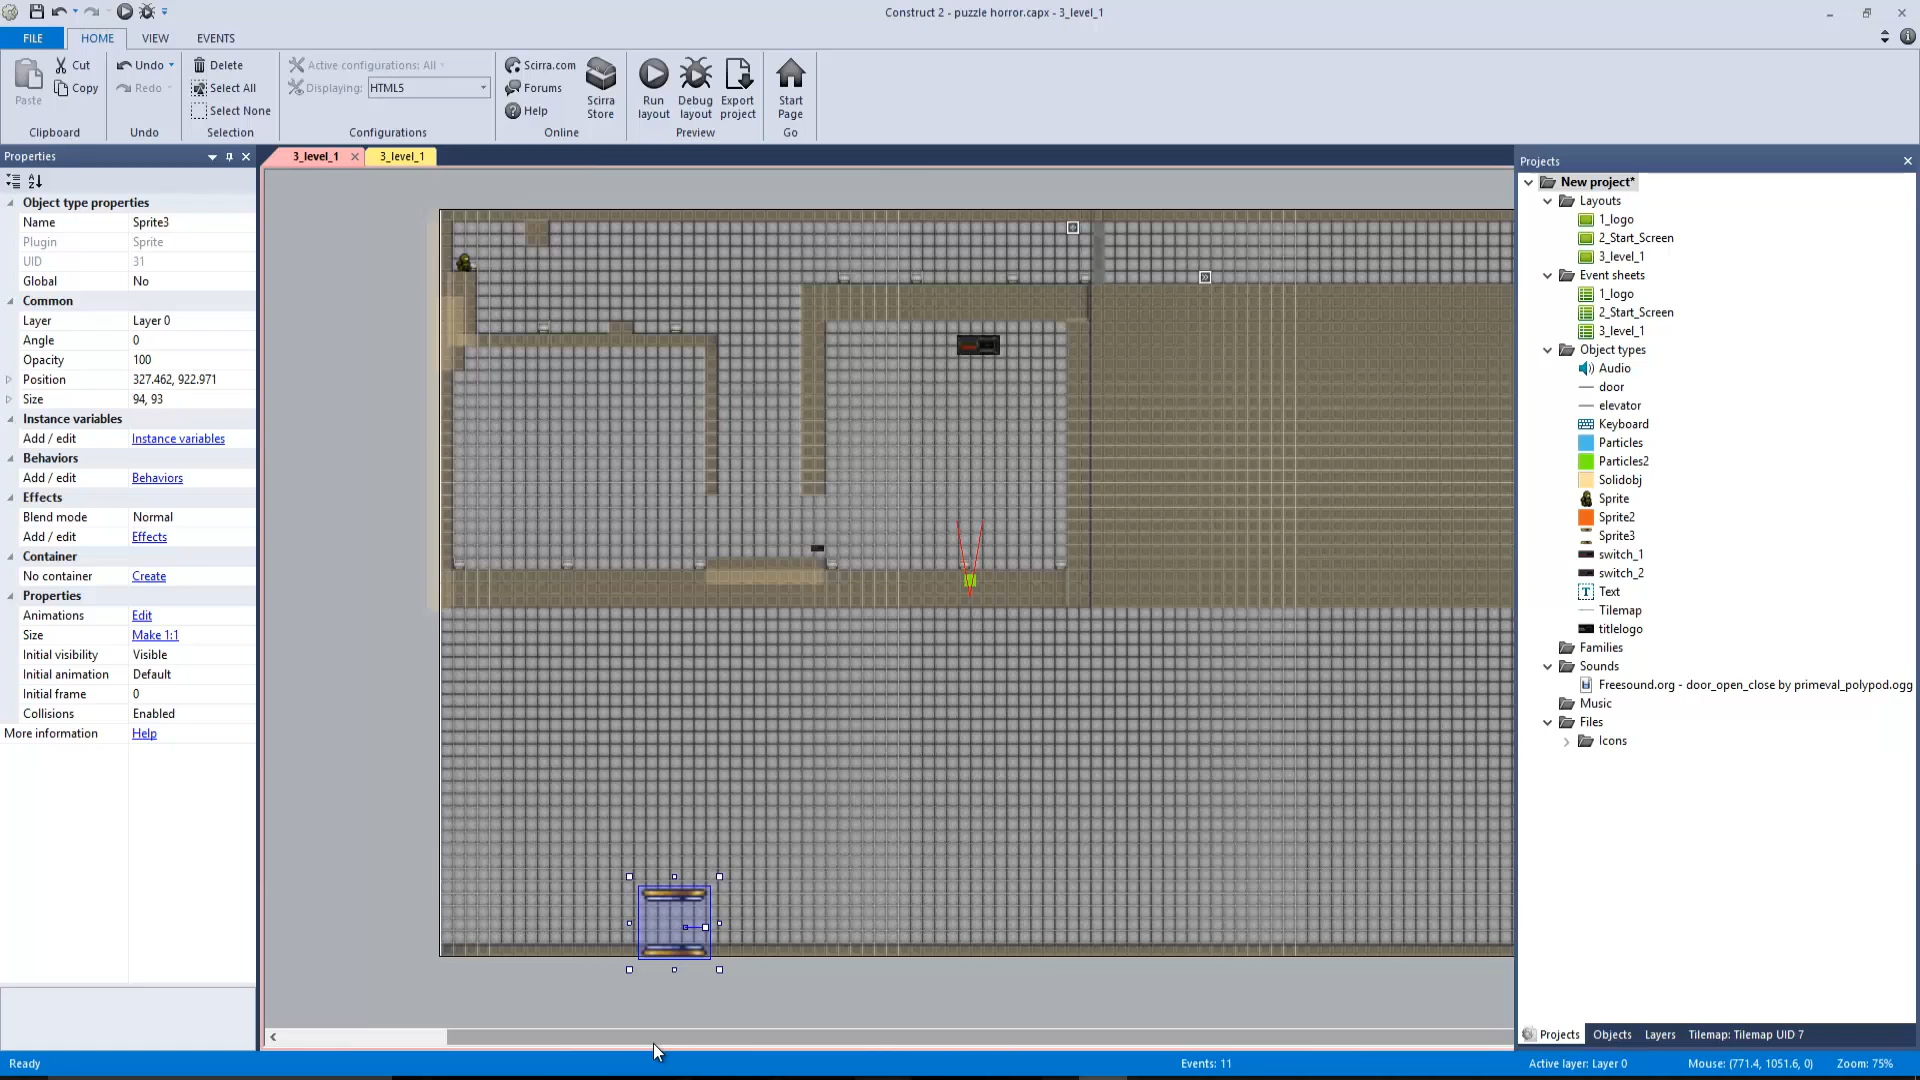 Construct 2 - puzzle horror.capx - 3_level_1
FILE HOME VIEW EVENTS
Paste Cut Copy Clipboard
Undo Redo Undo
Delete Select All Select None Selection
Active configurations: All
Displaying: HTML5
Configurations
Scirra.com Forums Help Scirra Store Online
Run layout Debug layout Export project Preview
Start Page Go
Properties
3_level_1 3_level_1
Object type properties
Name Sprite3
Plugin Sprite
UID 31
Global No
Common
Layer Layer 0
Angle 0
Opacity 100
Position 327.462, 922.971
Size 94, 93
Instance variables
Add / edit Instance variables
Behaviors
Add / edit Behaviors
Effects
Blend mode Normal
Add / edit Effects
Container
No container Create
Properties
Animations Edit
Size Make 1:1
Initial visibility Visible
Initial animation Default
Initial frame 0
Collisions Enabled
More information Help
Projects
New project*
Layouts
1_logo
2_Start_Screen
3_level_1
Event sheets
1_logo
2_Start_Screen
3_level_1
Object types
Audio
door
elevator
Keyboard
Particles
Particles2
Solidobj
Sprite
Sprite2
Sprite3
switch_1
switch_2
Text
Tilemap
titlelogo
Families
Sounds
Freesound.org - door_open_close by primeval_polypod.ogg
Music
Files
Icons
Projects Objects Layers Tilemap: Tilemap UID 7
Ready Events: 11 Active layer: Layer 0 Mouse: (771.4, 1051.6, 0) Zoom: 75%